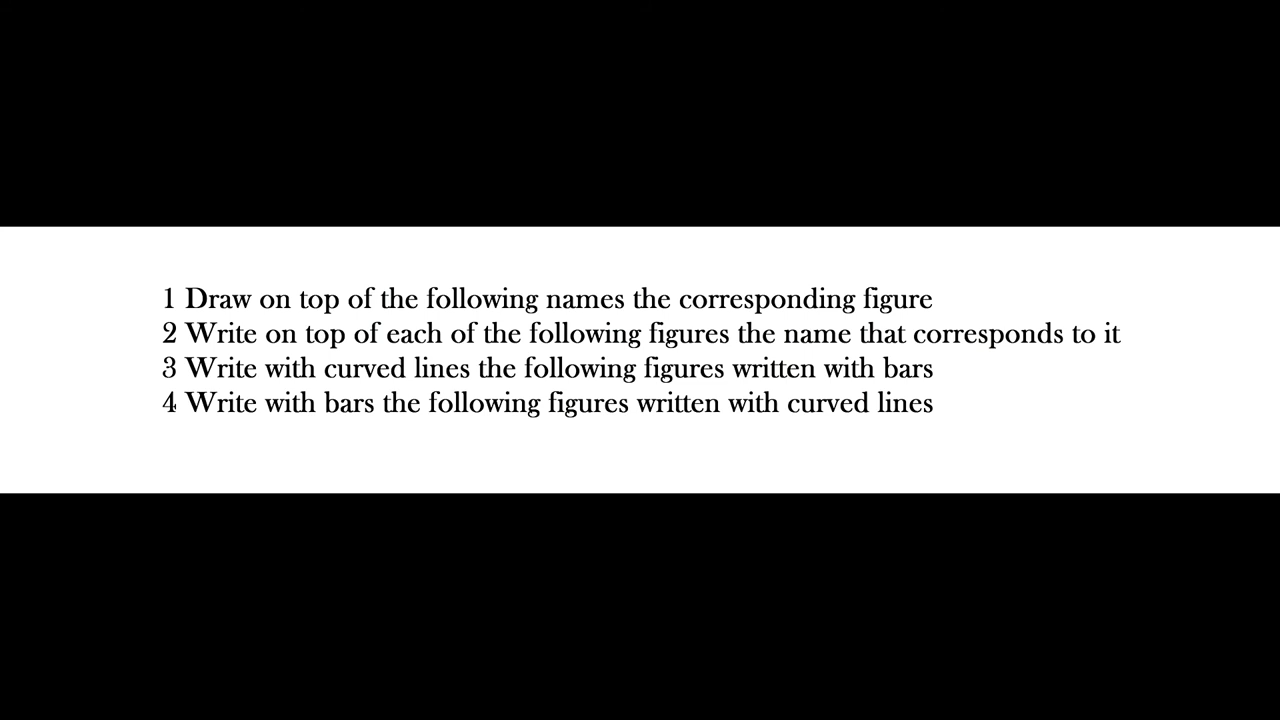 1 Draw on top of the following names the corresponding figure
2 Write on top of each of the following figures the name that corresponds to it
3 Write with curved lines the following figures written with bars
4 Write with bars the following figures written with curved lines